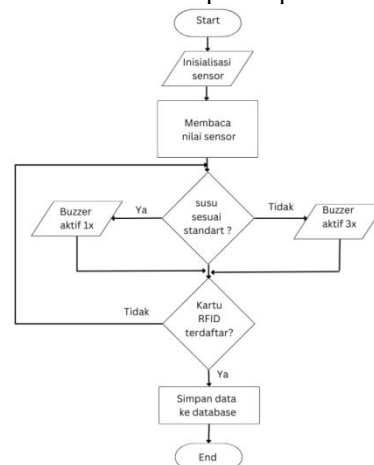 Start
Inisialisasi
sensor
Membaca
nilai sensor
susu
sesuai
standart ?
Ya
Tidak
Buzzer
aktif 1x
Buzzer
aktif 3x
Kartu
RFID
terdaftar?
Tidak
Ya
Simpan data
ke database
End